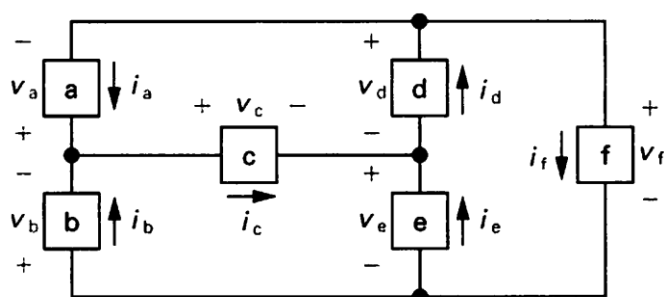 − + 
v_a a i_a v_d d i_d
+ v_c − +
+ − i_f f v_f
− c + −
v_b b i_b i_c v_e e i_e
+ −